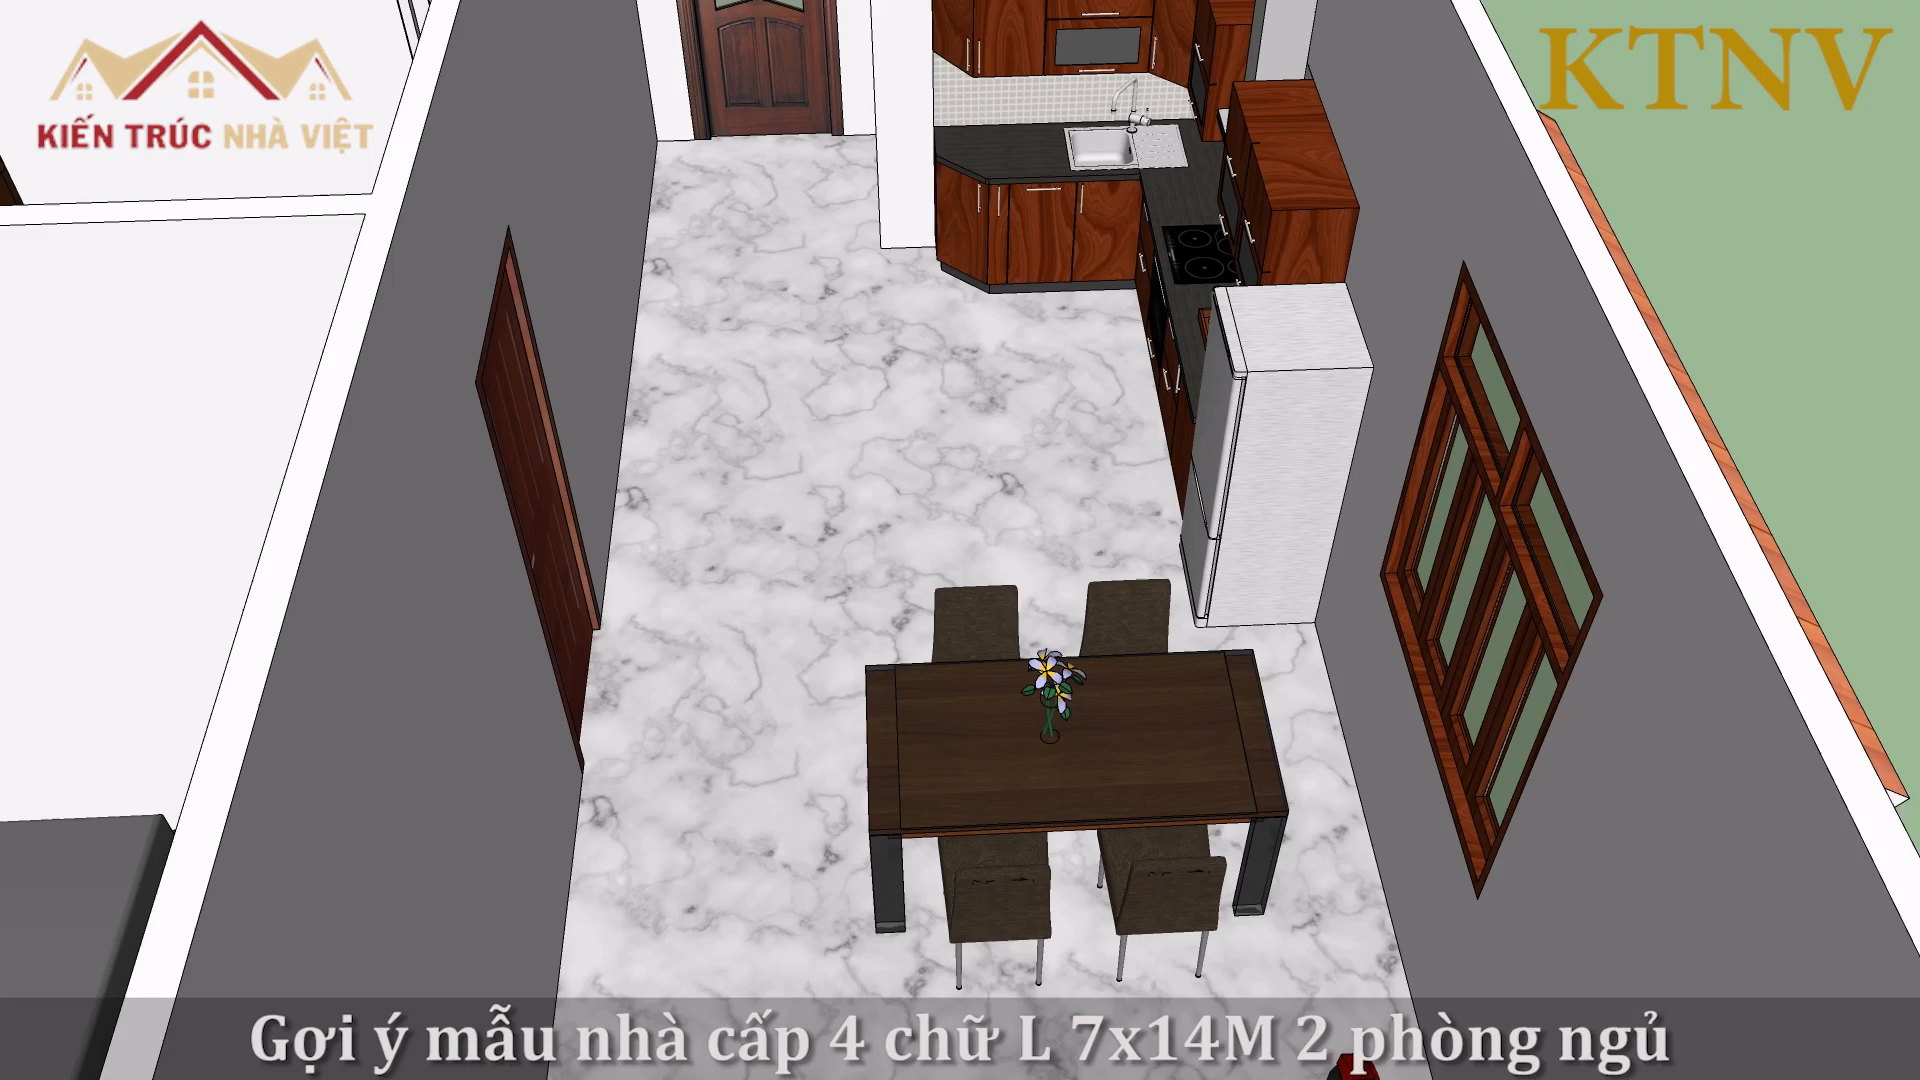 KIẾN TRÚC NHÀ VIỆT
KTNV
Gợi ý mẫu nhà cấp 4 chữ L 7x14M 2 phòng ngủ